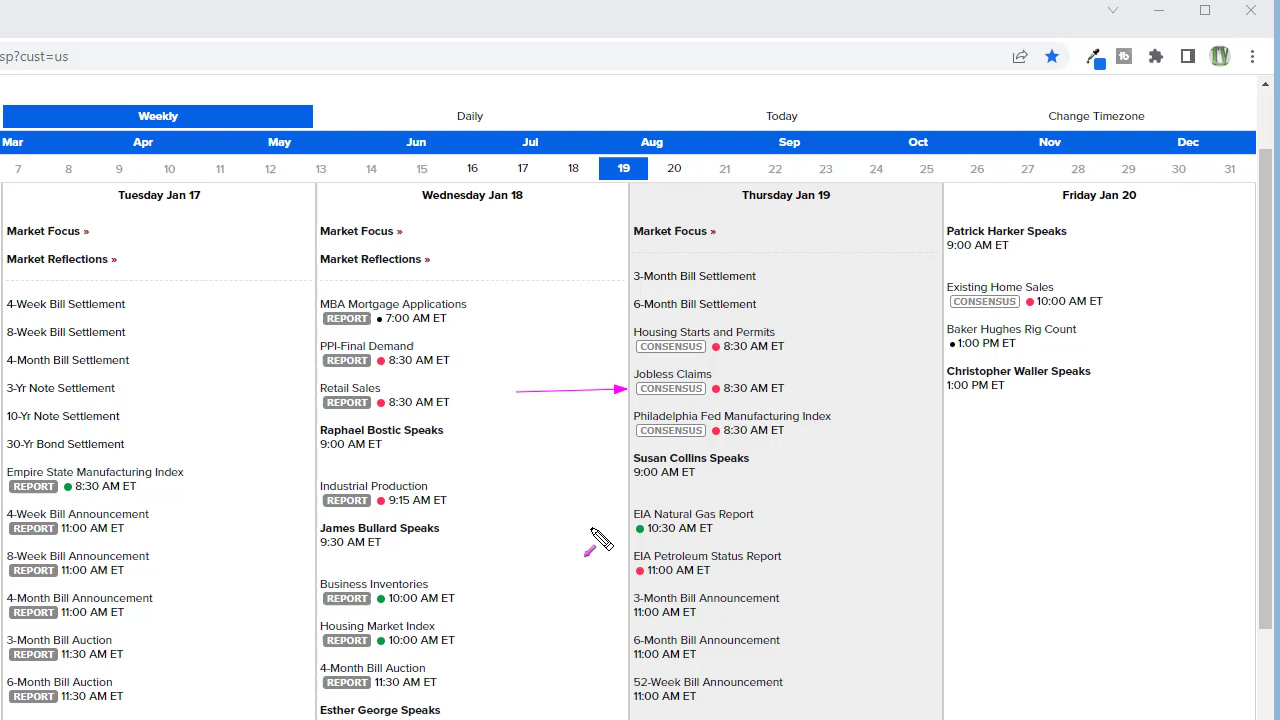 sp?cust=us
Weekly Daily Today Change Timezone
Mar Apr May Jun Jul Aug Sep Oct Nov Dec
7 8 9 10 11 12 13 14 15 16 17 18 19 20 21 22 23 24 25 26 27 28 29 30 31
Tuesday Jan 17
Market Focus »
Market Reflections »
4-Week Bill Settlement
8-Week Bill Settlement
4-Month Bill Settlement
3-Yr Note Settlement
10-Yr Note Settlement
30-Yr Bond Settlement
Empire State Manufacturing Index
REPORT 8:30 AM ET
4-Week Bill Announcement
REPORT 11:00 AM ET
8-Week Bill Announcement
REPORT 11:00 AM ET
4-Month Bill Announcement
REPORT 11:00 AM ET
3-Month Bill Auction
REPORT 11:30 AM ET
6-Month Bill Auction
REPORT 11:30 AM ET
Wednesday Jan 18
Market Focus »
Market Reflections »
MBA Mortgage Applications
REPORT 7:00 AM ET
PPI-Final Demand
REPORT 8:30 AM ET
Retail Sales
REPORT 8:30 AM ET
Raphael Bostic Speaks
9:00 AM ET
Industrial Production
REPORT 9:15 AM ET
James Bullard Speaks
9:30 AM ET
Business Inventories
REPORT 10:00 AM ET
Housing Market Index
REPORT 10:00 AM ET
4-Month Bill Auction
REPORT 11:30 AM ET
Esther George Speaks
Thursday Jan 19
Market Focus »
3-Month Bill Settlement
6-Month Bill Settlement
Housing Starts and Permits
CONSENSUS 8:30 AM ET
Jobless Claims
CONSENSUS 8:30 AM ET
Philadelphia Fed Manufacturing Index
CONSENSUS 8:30 AM ET
Susan Collins Speaks
9:00 AM ET
EIA Natural Gas Report
10:30 AM ET
EIA Petroleum Status Report
11:00 AM ET
3-Month Bill Announcement
11:00 AM ET
6-Month Bill Announcement
11:00 AM ET
52-Week Bill Announcement
11:00 AM ET
Friday Jan 20
Patrick Harker Speaks
9:00 AM ET
Existing Home Sales
CONSENSUS 10:00 AM ET
Baker Hughes Rig Count
1:00 PM ET
Christopher Waller Speaks
1:00 PM ET